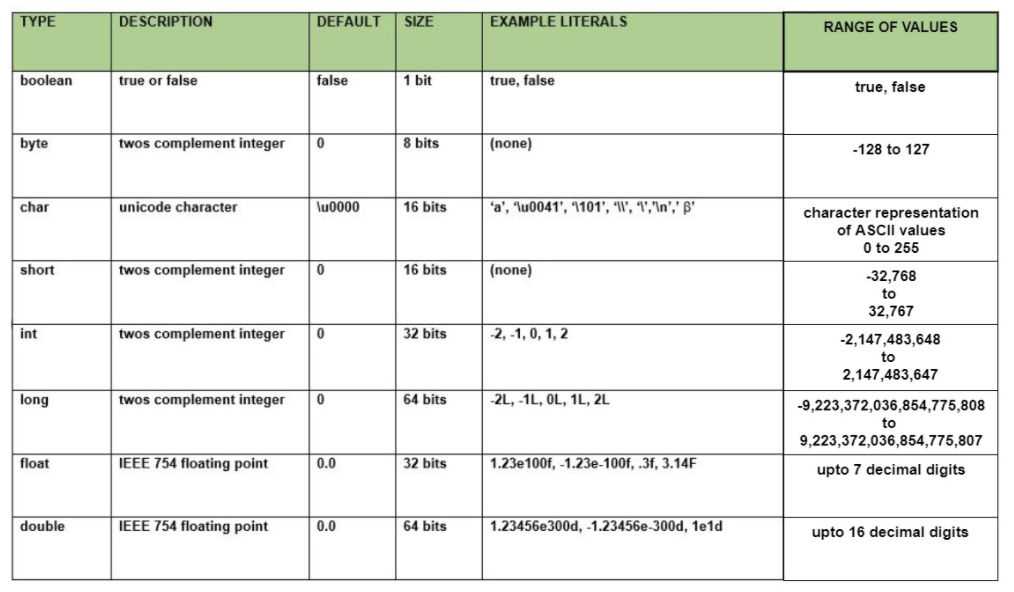 TYPE DESCRIPTION DEFAULT SIZE EXAMPLE LITERALS RANGE OF VALUES
boolean true or false false 1 bit true, false true, false
byte twos complement integer 0 8 bits (none) -128 to 127
char unicode character \u0000 16 bits ‘a’, ‘\u0041’, ‘\101’, ‘\\’, ‘\’,’\n’,’ β’ character representation
of ASCII values
0 to 255
short twos complement integer 0 16 bits (none) -32,768
to
32,767
int twos complement integer 0 32 bits -2, -1, 0, 1, 2 -2,147,483,648
to
2,147,483,647
long twos complement integer 0 64 bits -2L, -1L, 0L, 1L, 2L -9,223,372,036,854,775,808
to
9,223,372,036,854,775,807
float IEEE 754 floating point 0.0 32 bits 1.23e100f, -1.23e-100f, .3f, 3.14F upto 7 decimal digits
double IEEE 754 floating point 0.0 64 bits 1.23456e300d, -1.23456e-300d, 1e1d upto 16 decimal digits